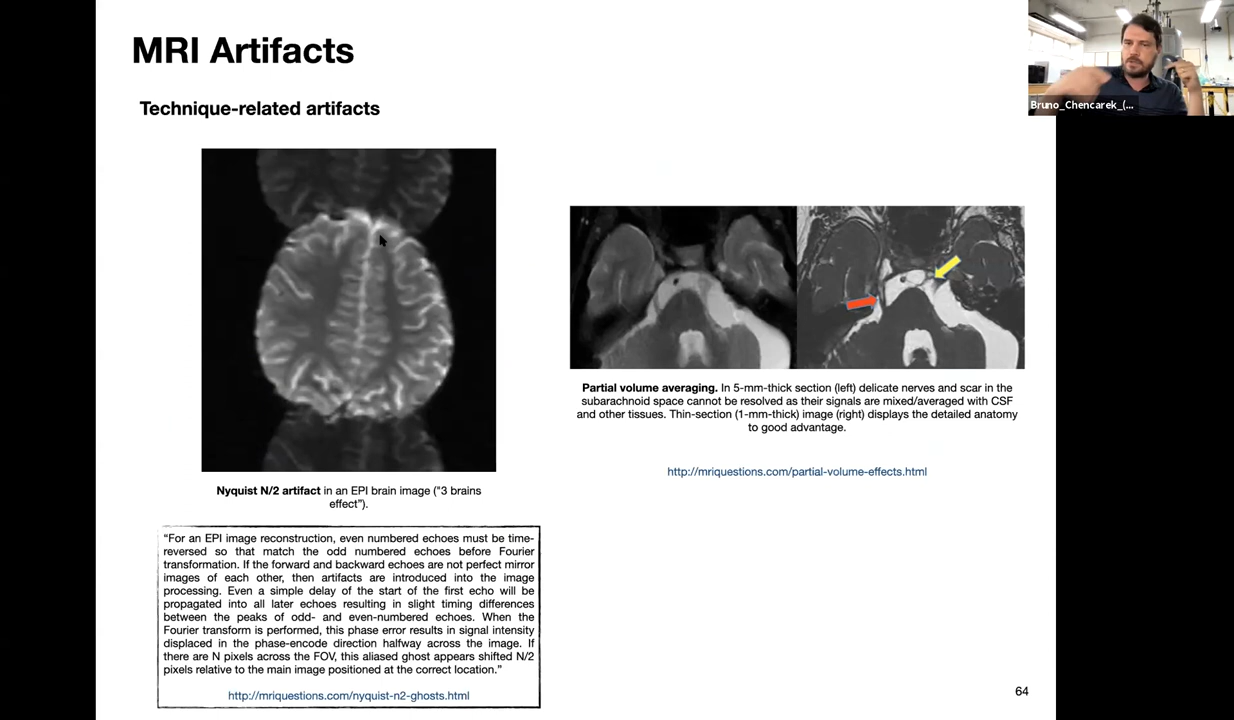 MRI Artifacts
Technique-related artifacts
Bruno_Chencarek_(...
Nyquist N/2 artifact in an EPI brain image ("3 brains
effect").
"For an EPI image reconstruction, even numbered echoes must be time-
reversed so that match the odd numbered echoes before Fourier
transformation. If the forward and backward echoes are not perfect mirror
images of each other, then artifacts are introduced into the image
processing. Even a simple delay of the start of the first echo will be
propagated into all later echoes resulting in slight timing differences
between the peaks of odd- and even-numbered echoes. When the
Fourier transform is performed, this phase error results in signal intensity
displaced in the phase-encode direction halfway across the image. If
there are N pixels across the FOV, this aliased ghost appears shifted N/2
pixels relative to the main image positioned at the correct location."
http://mriquestions.com/nyquist-n2-ghosts.html
Partial volume averaging. In 5-mm-thick section (left) delicate nerves and scar in the
subarachnoid space cannot be resolved as their signals are mixed/averaged with CSF
and other tissues. Thin-section (1-mm-thick) image (right) displays the detailed anatomy
to good advantage.
http://mriquestions.com/partial-volume-effects.html
64